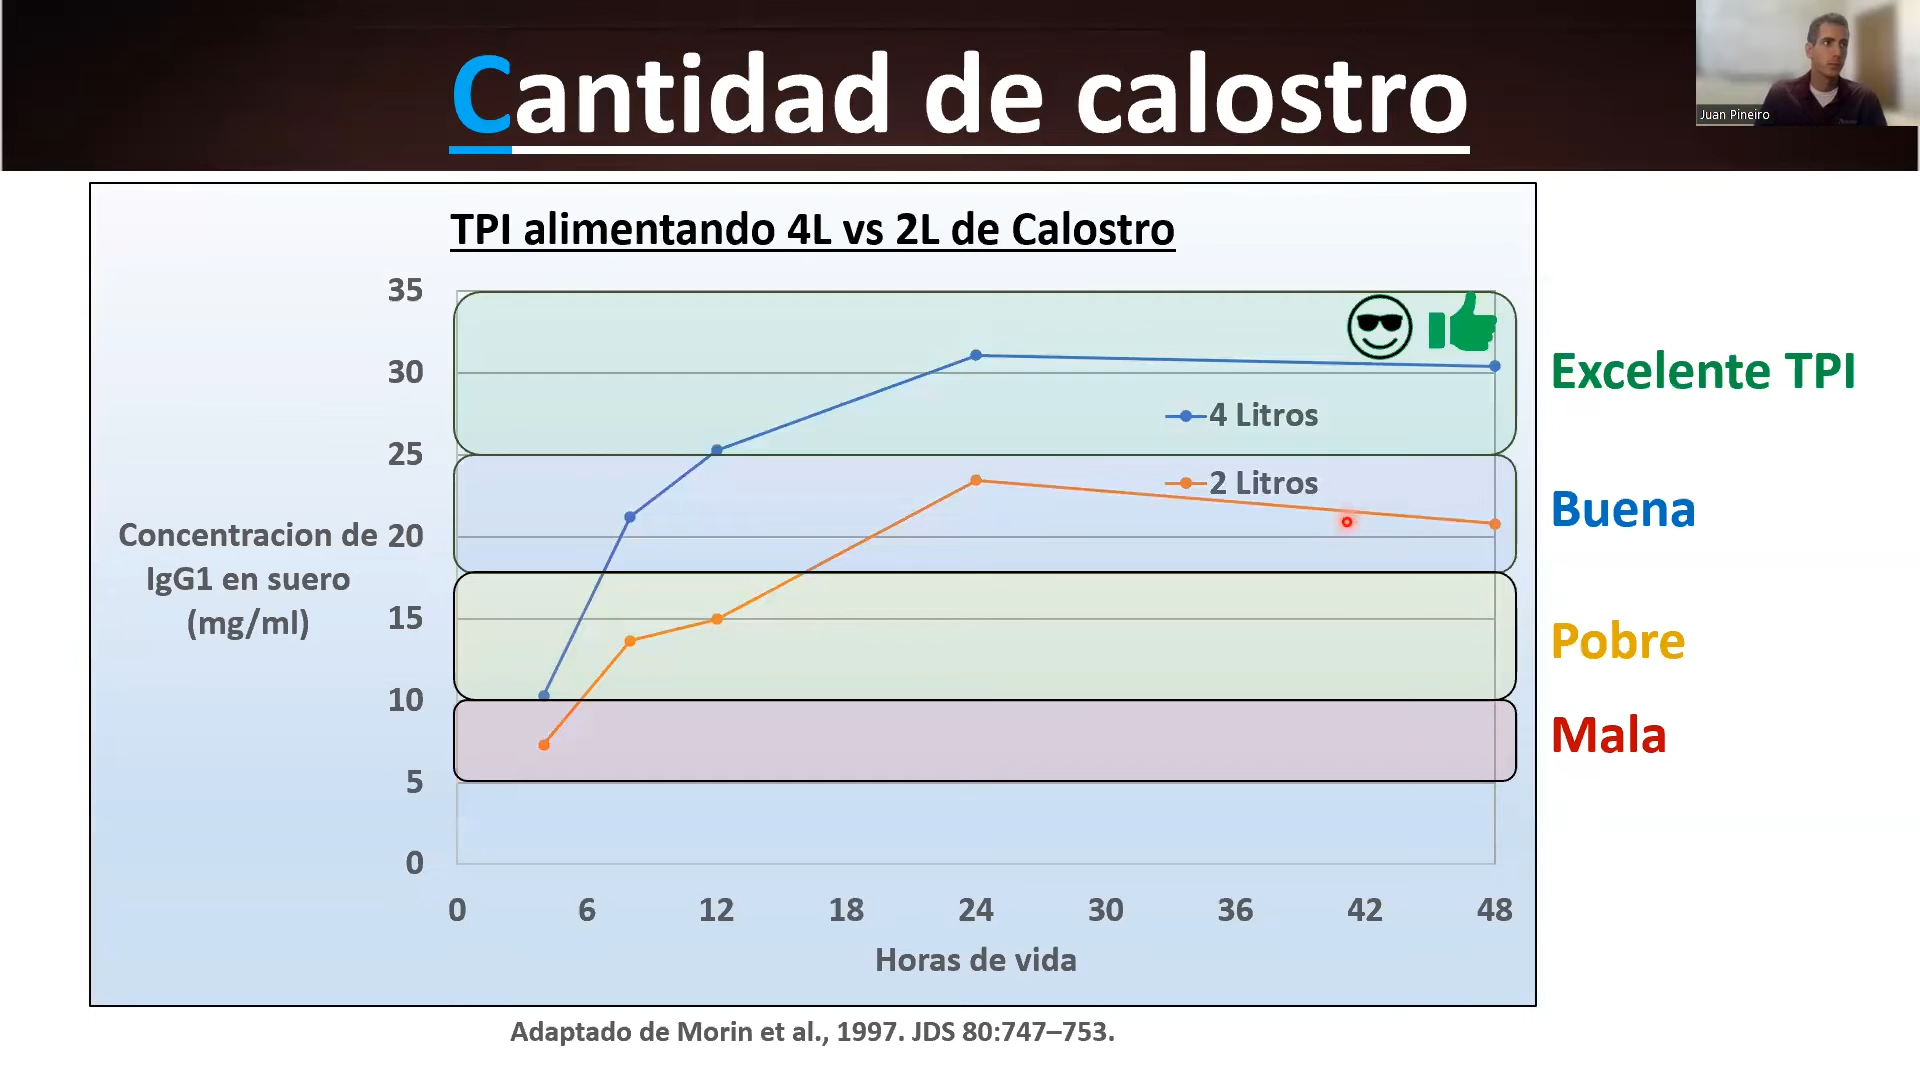 Cantidad de calostro
Juan Pineiro
TPI alimentando 4L vs 2L de Calostro
35
30
25
20
15
10
5
0
Concentracion de
IgG1 en suero
(mg/ml)
4 Litros
2 Litros
Excelente TPI
Buena
Pobre
Mala
0 6 12 18 24 30 36 42 48
Horas de vida
Adaptado de Morin et al., 1997. JDS 80:747–753.